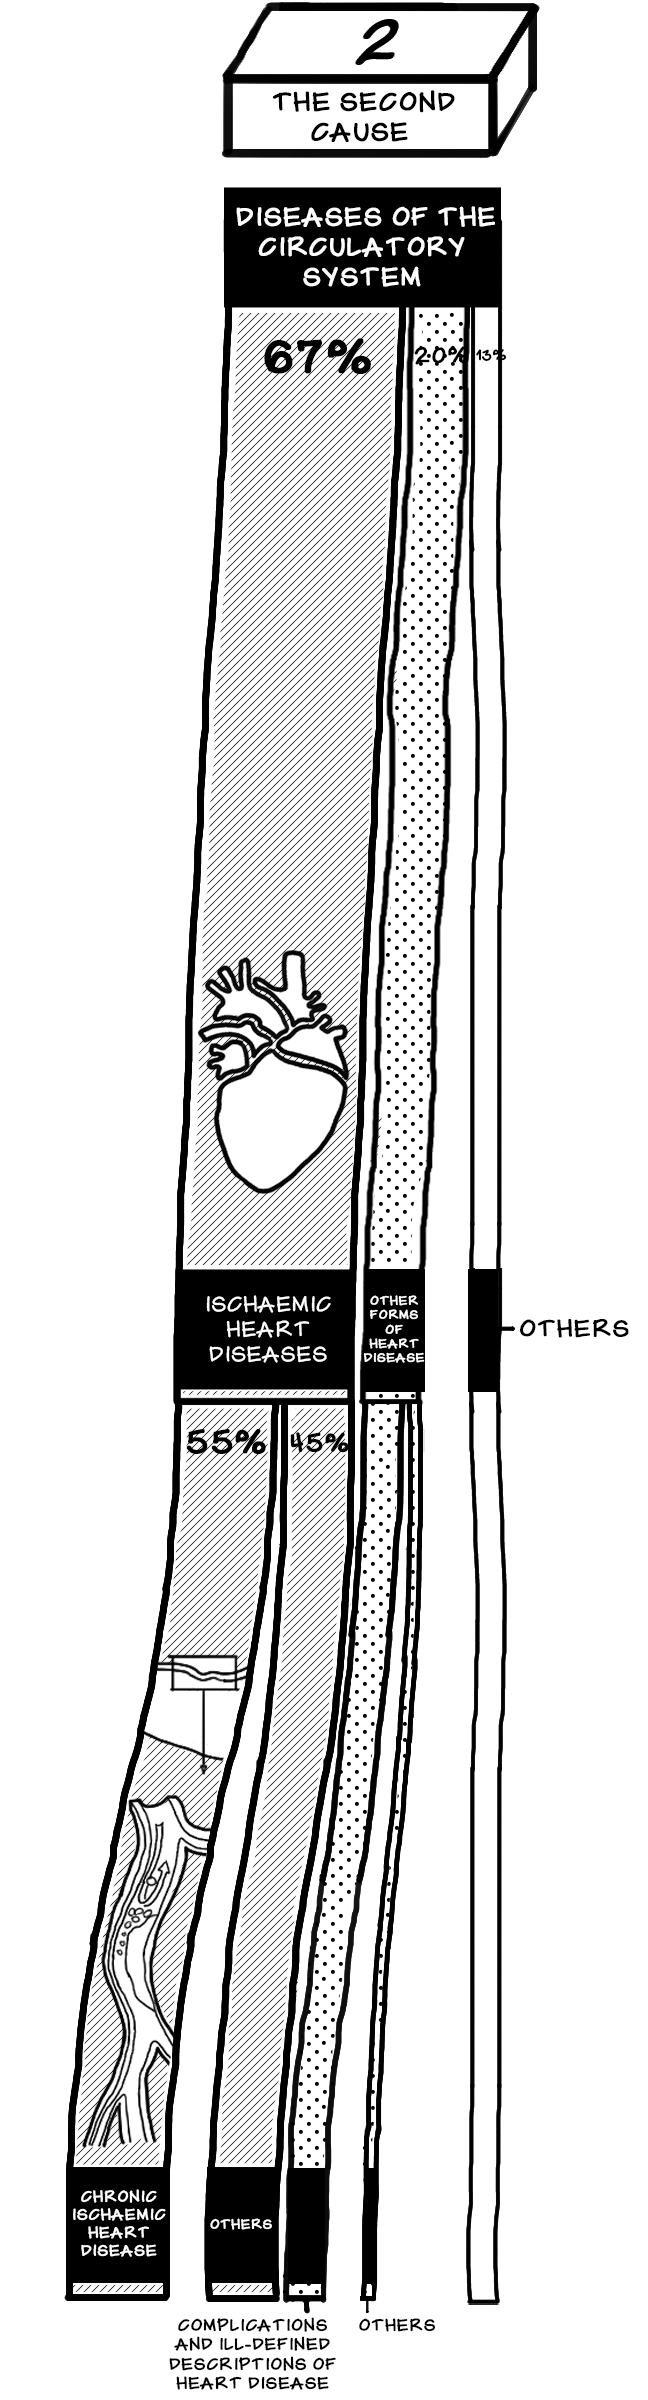 2
THE SECOND
CAUSE
DISEASES OF THE
CIRCULATORY
SYSTEM
67%
20%
13%
ISCHAEMIC
HEART
DISEASES
OTHER
FORMS
OF
HEART
DISEASE
OTHERS
55%
45%
CHRONIC
ISCHAEMIC
HEART
DISEASE
OTHERS
COMPLICATIONS
AND ILL-DEFINED
DESCRIPTIONS OF
HEART DISEASE
OTHERS